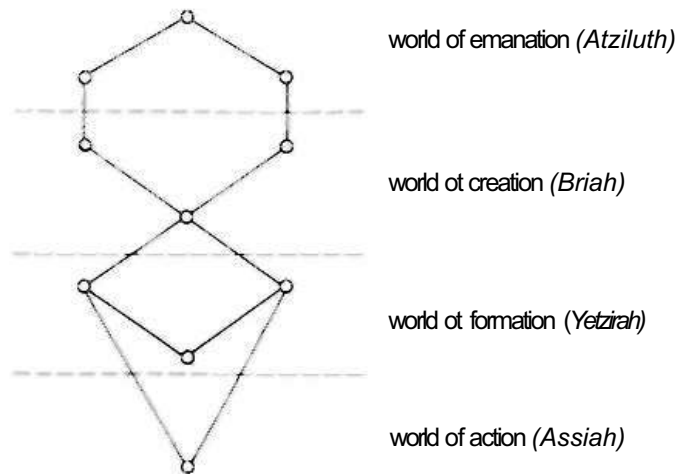 world of emanation (Atziluth)
world ot creation (Briah)
world ot formation (Yetzirah)
world of action (Assiah)